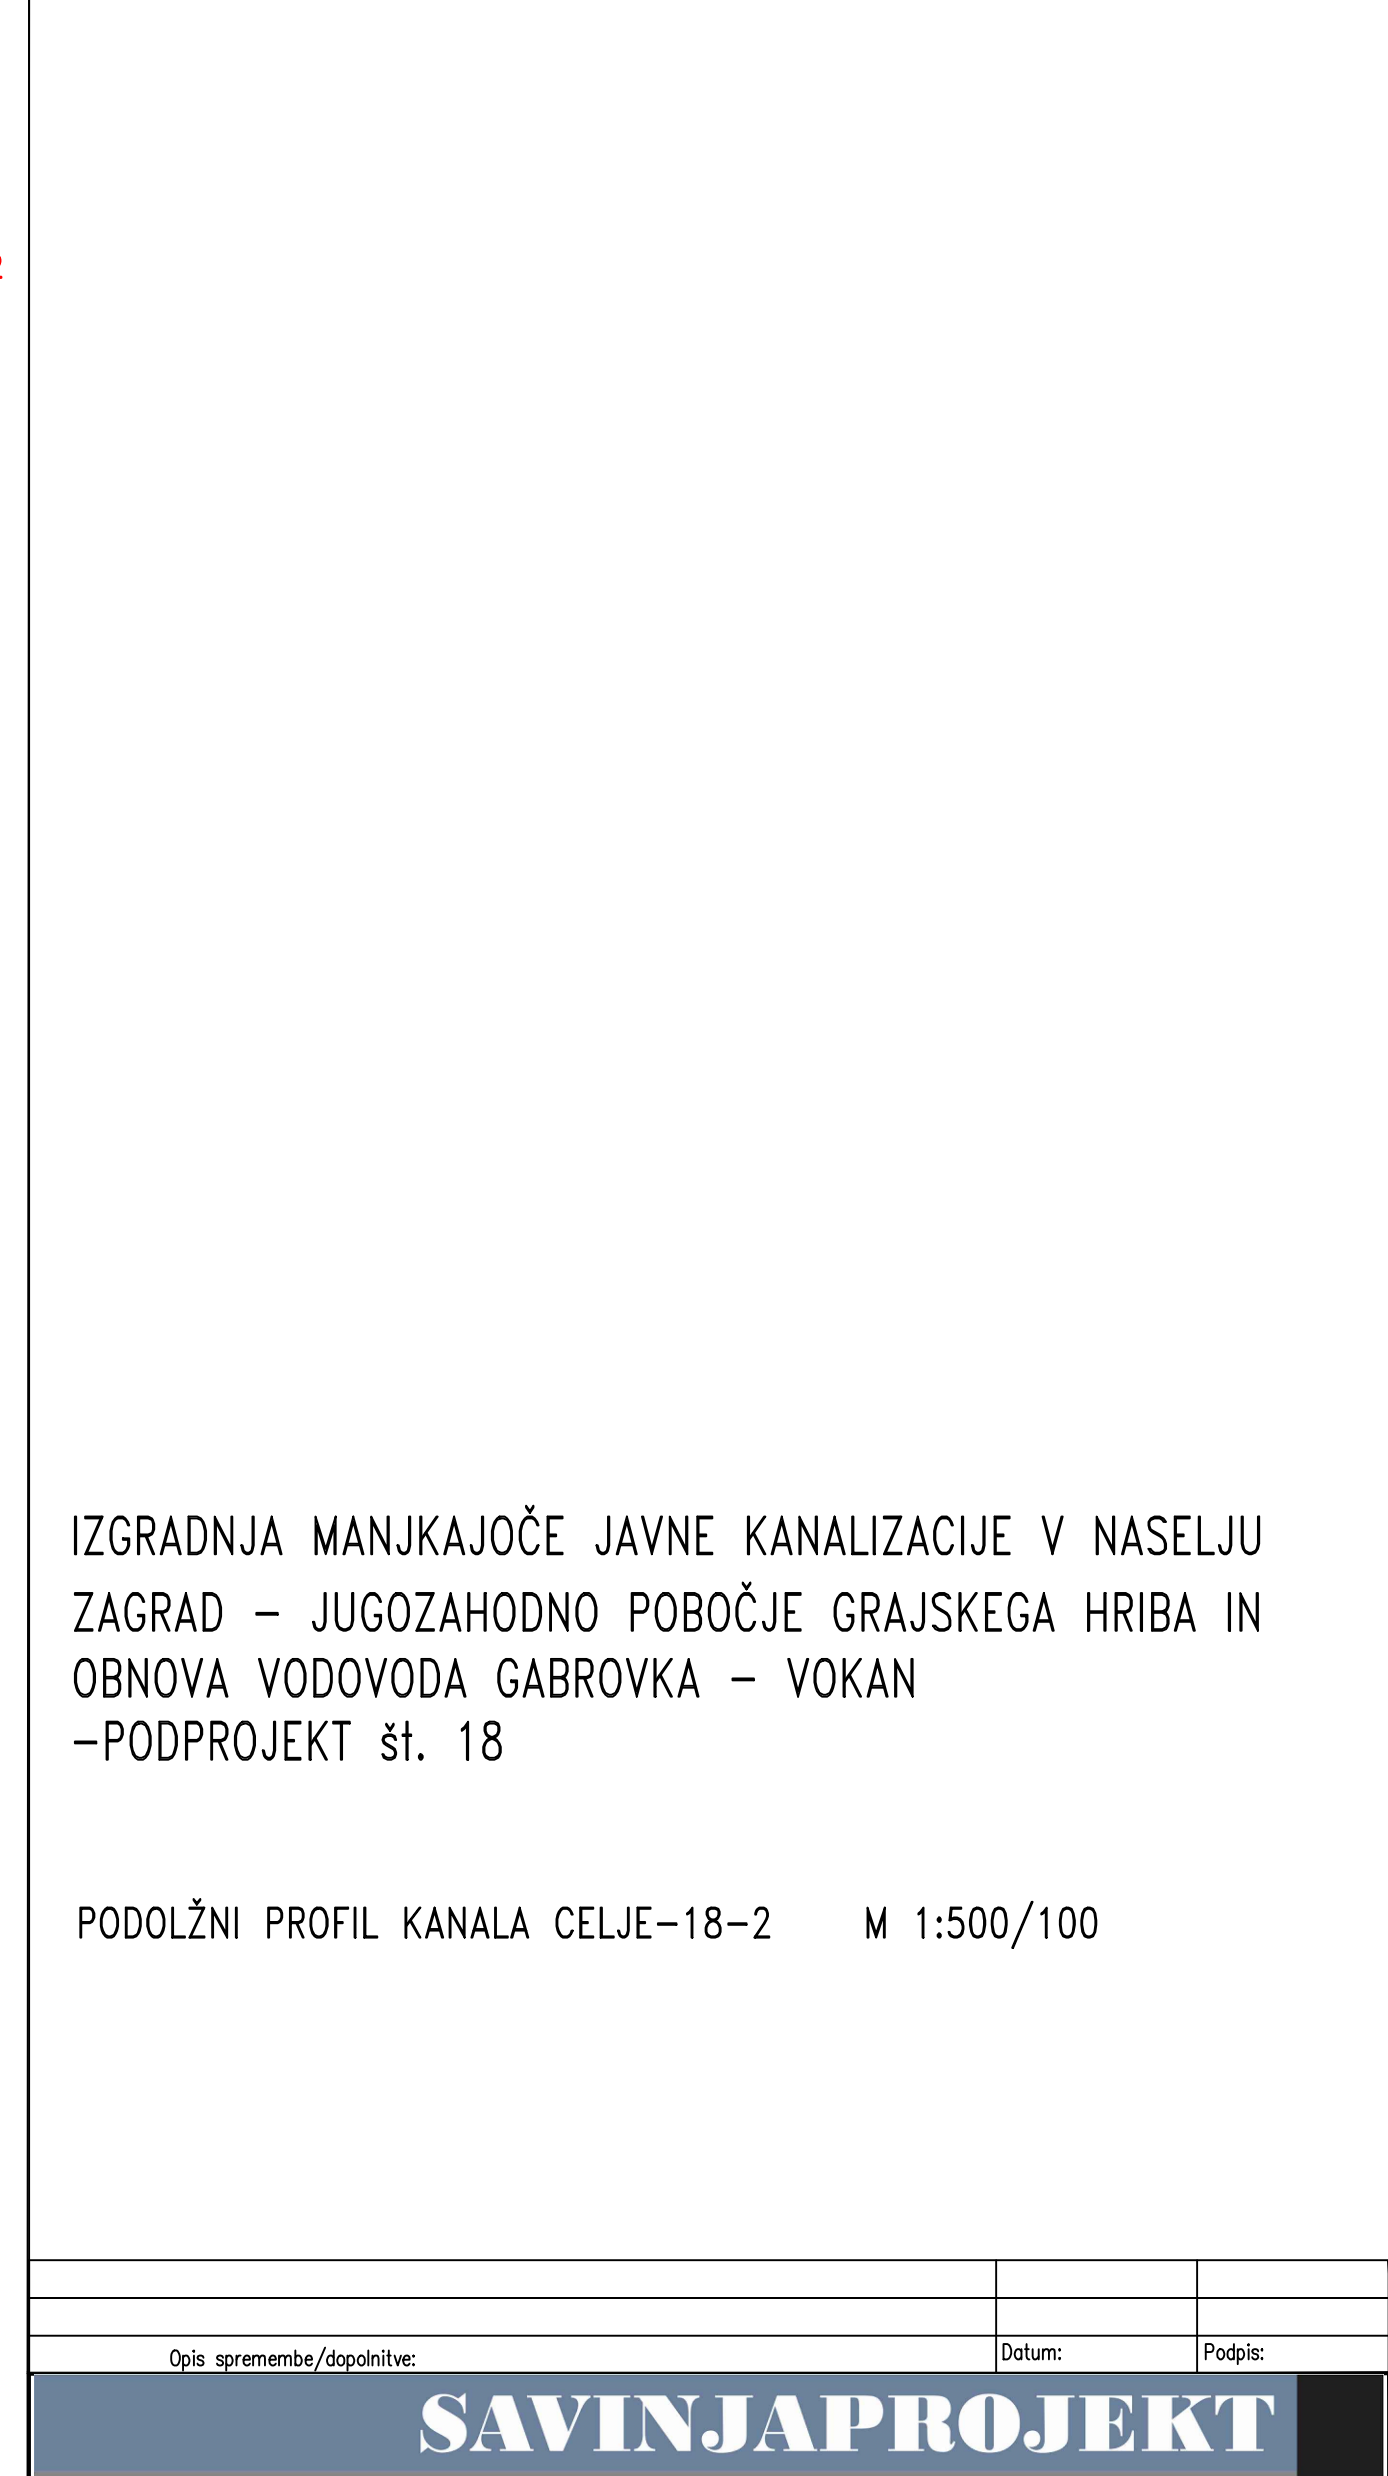 IZGRADNJA MANJKAJOČE JAVNE KANALIZACIJE V NASELJU
ZAGRAD - JUGOZAHODNO POBOČJE GRAJSKEGA HRIBA IN
OBNOVA VODOVODA GABROVKA - VOKAN
-PODPROJEKT št. 18
PODOLŽNI PROFIL KANALA CELJE-18-2 M 1:500/100
Opis spremembe/dopolnitve: Datum: Podpis:
SAVINJAPROJEKT